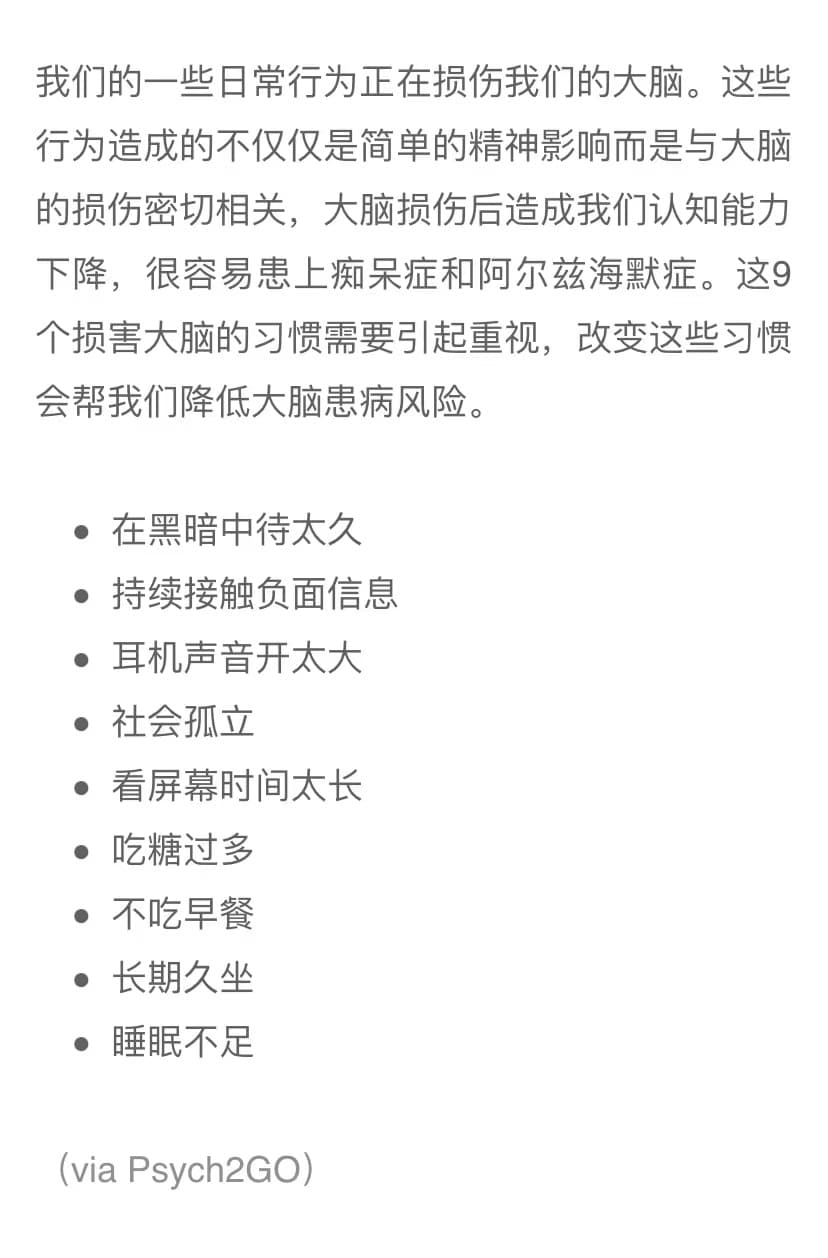 我们的一些日常行为正在损伤我们的大脑。这些
行为造成的不仅仅是简单的精神影响而是与大脑
的损伤密切相关，大脑损伤后造成我们认知能力
下降，很容易患上痴呆症和阿尔兹海默症。这9
个损害大脑的习惯需要引起重视，改变这些习惯
会帮我们降低大脑患病风险。
• 在黑暗中待太久
• 持续接触负面信息
• 耳机声音开太大
• 社会孤立
• 看屏幕时间太长
• 吃糖过多
• 不吃早餐
• 长期久坐
• 睡眠不足
（via Psych2GO）